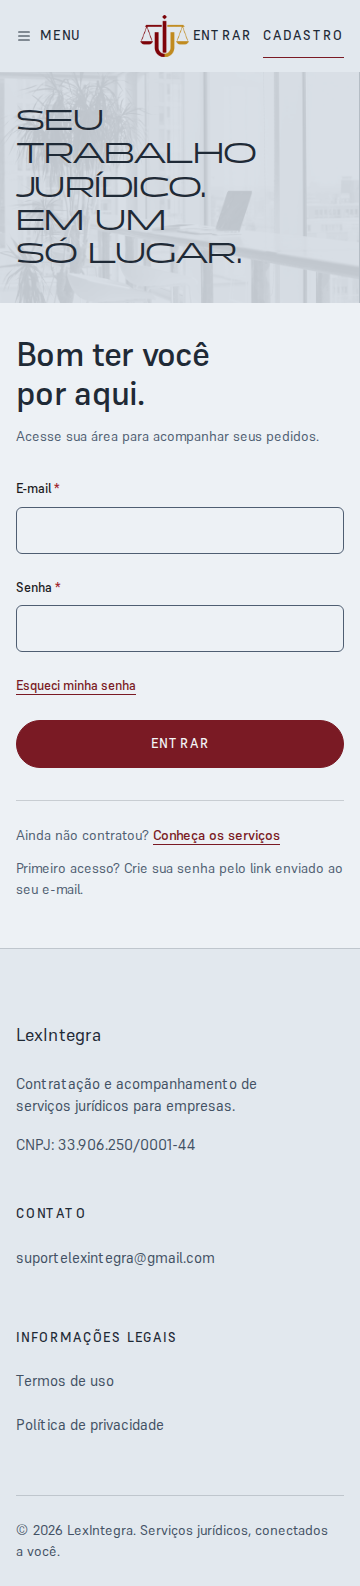 MENU
ENTRAR
CADASTRO
SEU
TRABALHO
JURÍDICO.
EM UM
SÓ LUGAR.
Bom ter você
por aqui.
Acesse sua área para acompanhar seus pedidos.
E-mail *
Senha *
Esqueci minha senha
ENTRAR
Ainda não contratou? Conheça os serviços
Primeiro acesso? Crie sua senha pelo link enviado ao
seu e-mail.
LexIntegra
Contratação e acompanhamento de
serviços jurídicos para empresas.
CNPJ: 33.906.250/0001-44
CONTATO
suportelexintegra@gmail.com
INFORMAÇÕES LEGAIS
Termos de uso
Política de privacidade
© 2026 LexIntegra. Serviços jurídicos, conectados
a você.